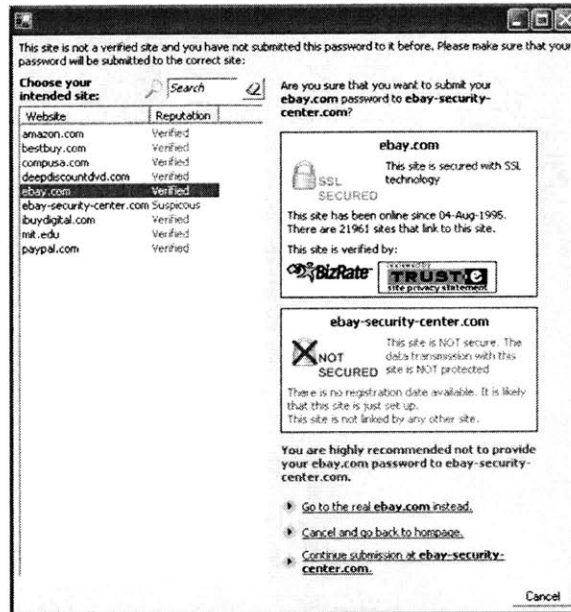 This site is not a verified site and you have not submitted this password to it before. Please make sure that your
password will be submitted to the correct site:
Choose your
intended site:
Search
Website Reputation
amazon.com Verified
bestbuy.com Verified
compusa.com Verified
deepdiscountdvd.com Verified
ebay.com Verified
ebay-security-center.com Suspicous
ibuydigital.com Verified
mit.edu Verified
paypal.com Verified
Are you sure that you want to submit your
ebay.com password to ebay-security-
center.com?
ebay.com
SSL
SECURED
This site is secured with SSL
technology
This site has been online since 04-Aug-1995.
There are 21961 sites that link to this site.
This site is verified by:
BizRate
reviewed by
TRUST e
site privacy statement
ebay-security-center.com
NOT
SECURED
This site is NOT secure. The
data transmission with this
site is NOT protected
There is no registration date available. It is likely
that this site is just set up.
This site is not linked by any other site.
You are highly recommended not to provide
your ebay.com password to ebay-security-
center.com.
Go to the real ebay.com instead.
Cancel and go back to hompage.
Continue submission at ebay-security-
center.com.
Cancel